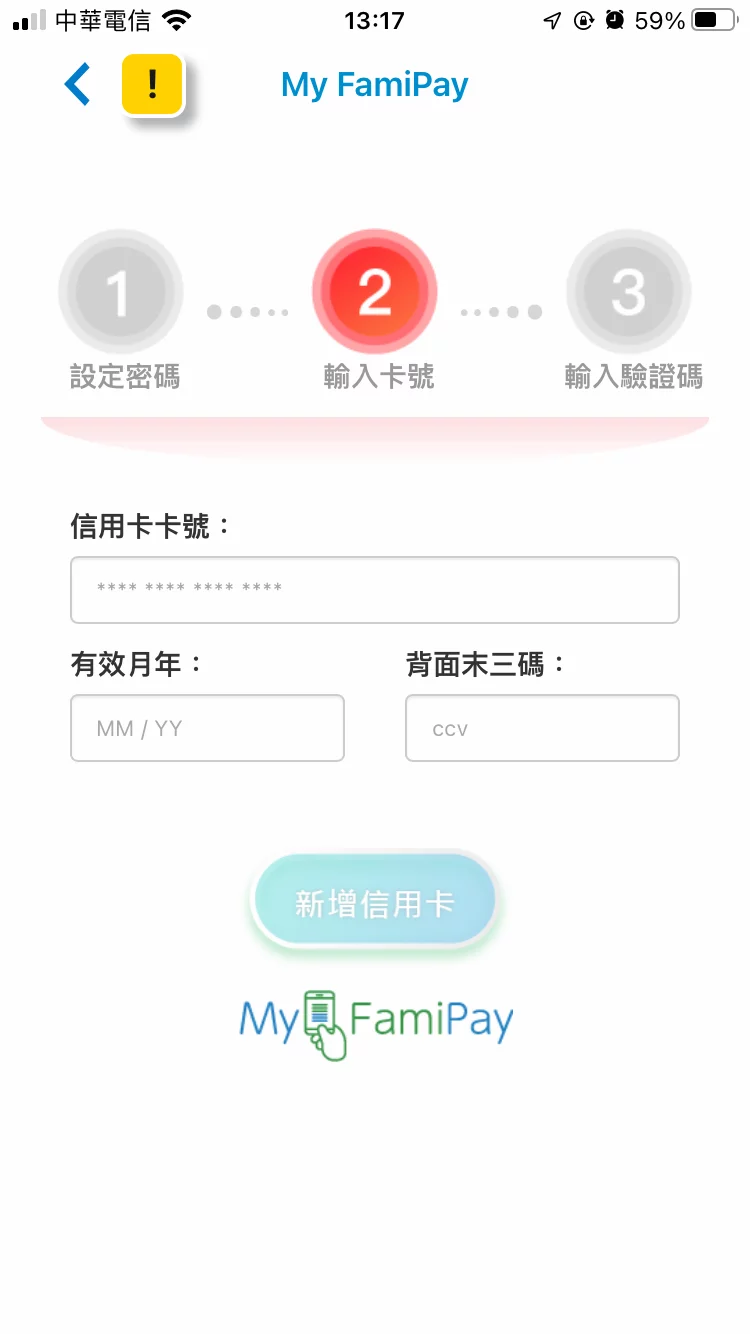 中華電信 13:17 59%
! My FamiPay
1 2 3
設定密碼 輸入卡號 輸入驗證碼
信用卡卡號：
**** **** **** ****
有效月年： 背面末三碼：
MM / YY ccv
新增信用卡
My FamiPay